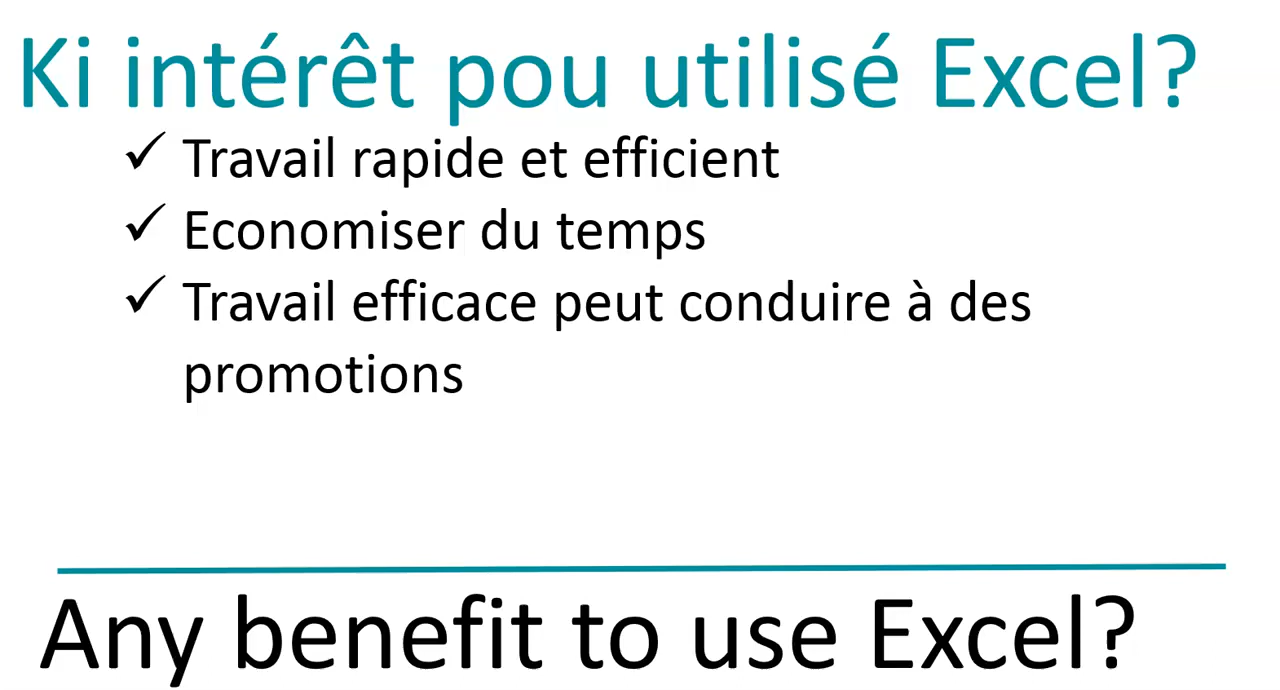 Ki intérêt pou utilisé Excel?
✓ Travail rapide et efficient
✓ Economiser du temps
✓ Travail efficace peut conduire à des
promotions
Any benefit to use Excel?